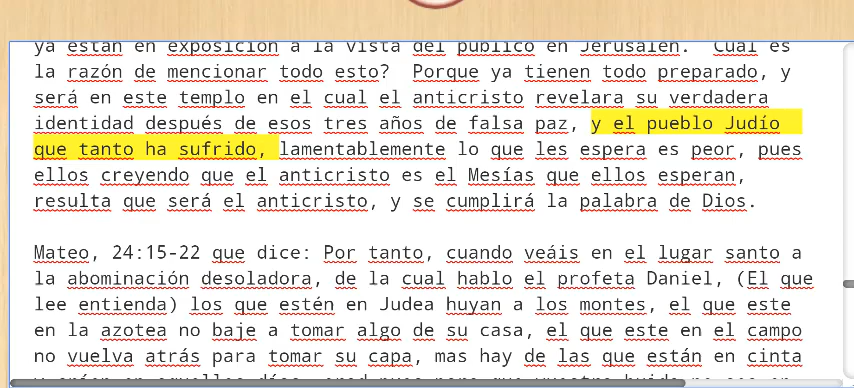 ya están en exposición a la vista del público en Jerusalén.  Cual es
la razón de mencionar todo esto?  Porque ya tienen todo preparado, y
será en este templo en el cual el anticristo revelara su verdadera
identidad después de esos tres años de falsa paz, y el pueblo Judío
que tanto ha sufrido, lamentablemente lo que les espera es peor, pues
ellos creyendo que el anticristo es el Mesías que ellos esperan,
resulta que será el anticristo, y se cumplirá la palabra de Dios.
Mateo, 24:15-22 que dice: Por tanto, cuando veáis en el lugar santo a
la abominación desoladora, de la cual hablo el profeta Daniel, (El que
lee entienda) los que estén en Judea huyan a los montes, el que este
en la azotea no baje a tomar algo de su casa, el que este en el campo
no vuelva atrás para tomar su capa, mas hay de las que están en cinta